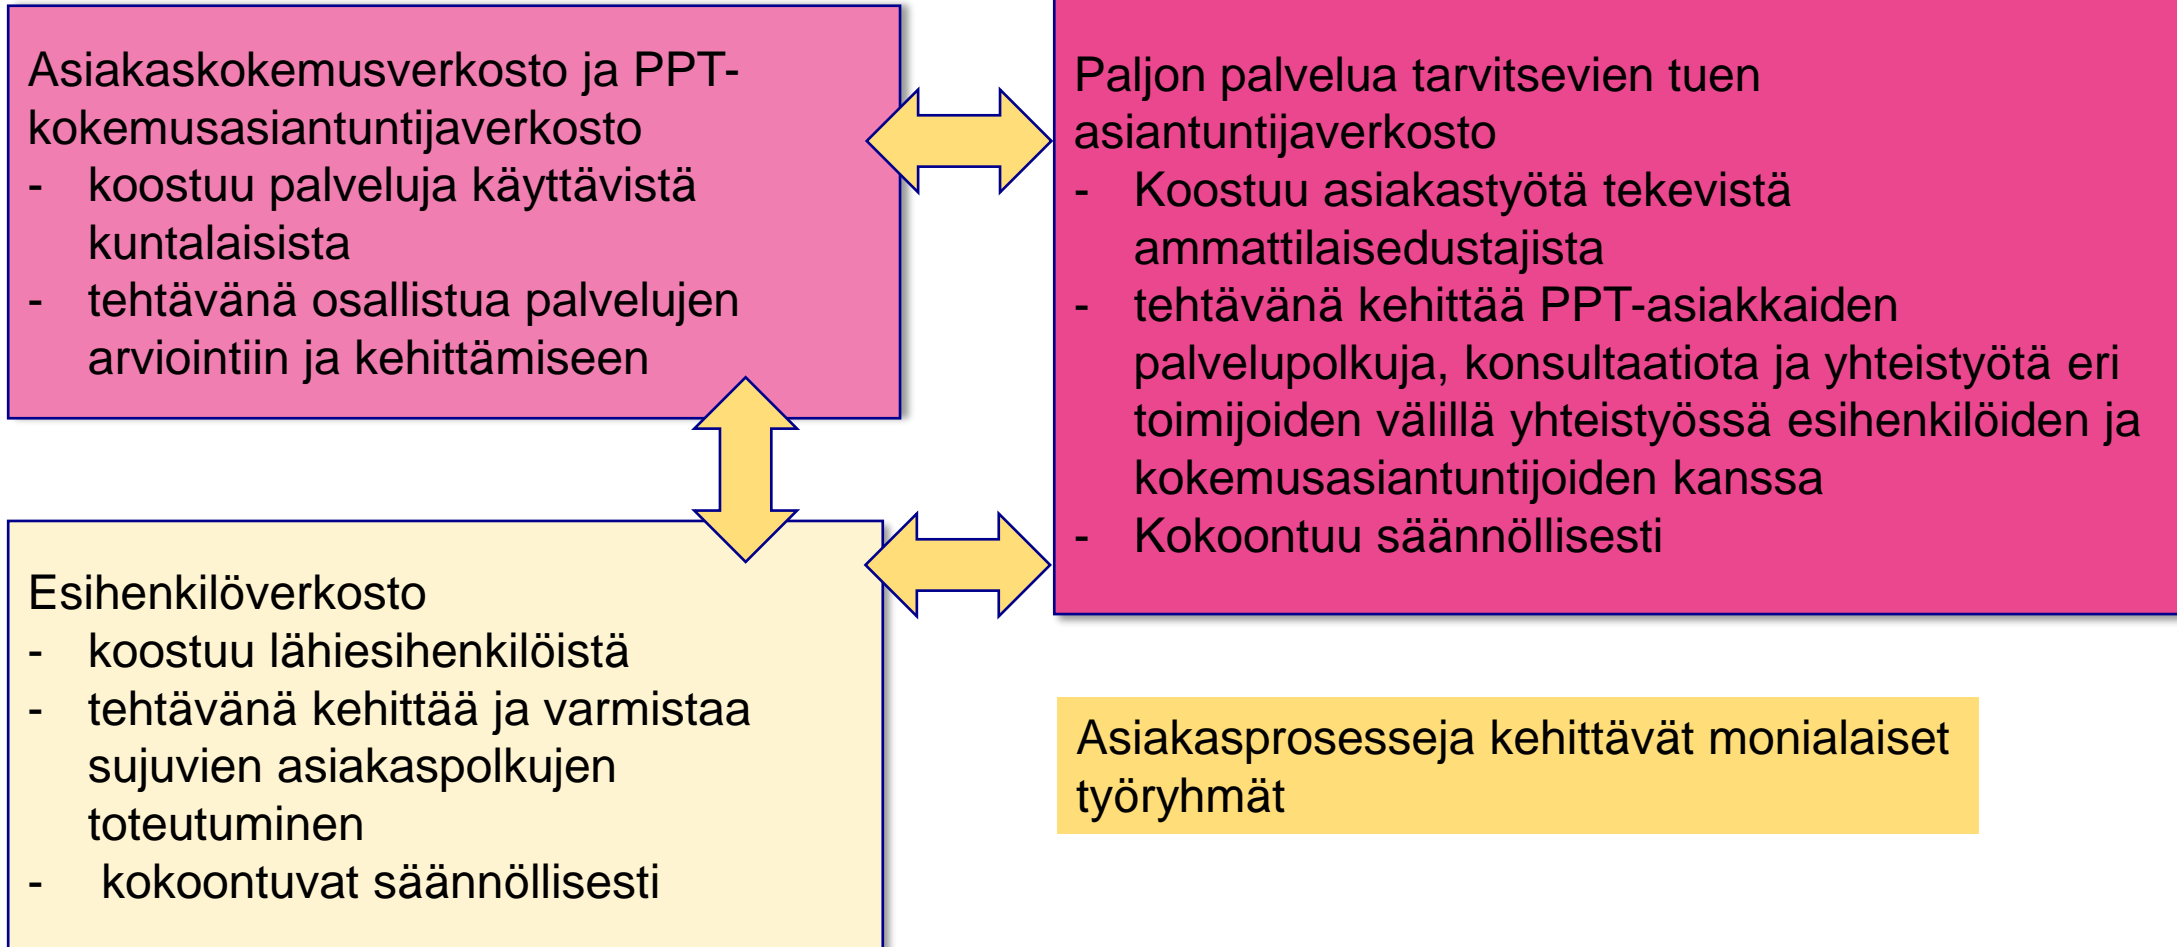 Asiakaskokemusverkosto ja PPT-
kokemusasiantuntijaverkosto
- koostuu palveluja käyttävistä
kuntalaisista
- tehtävänä osallistua palvelujen
arviointiin ja kehittämiseen
Paljon palvelua tarvitsevien tuen
asiantuntijaverkosto
- Koostuu asiakastyötä tekevistä
ammattilaisedustajista
- tehtävänä kehittää PPT-asiakkaiden
palvelupolkuja, konsultaatiota ja yhteistyötä eri
toimijoiden välillä yhteistyössä esihenkilöiden ja
kokemusasiantuntijoiden kanssa
- Kokoontuu säännöllisesti
Esihenkilöverkosto
- koostuu lähiesihenkilöistä
- tehtävänä kehittää ja varmistaa
sujuvien asiakaspolkujen
toteutuminen
- kokoontuvat säännöllisesti
Asiakasprosesseja kehittävät monialaiset
työryhmät